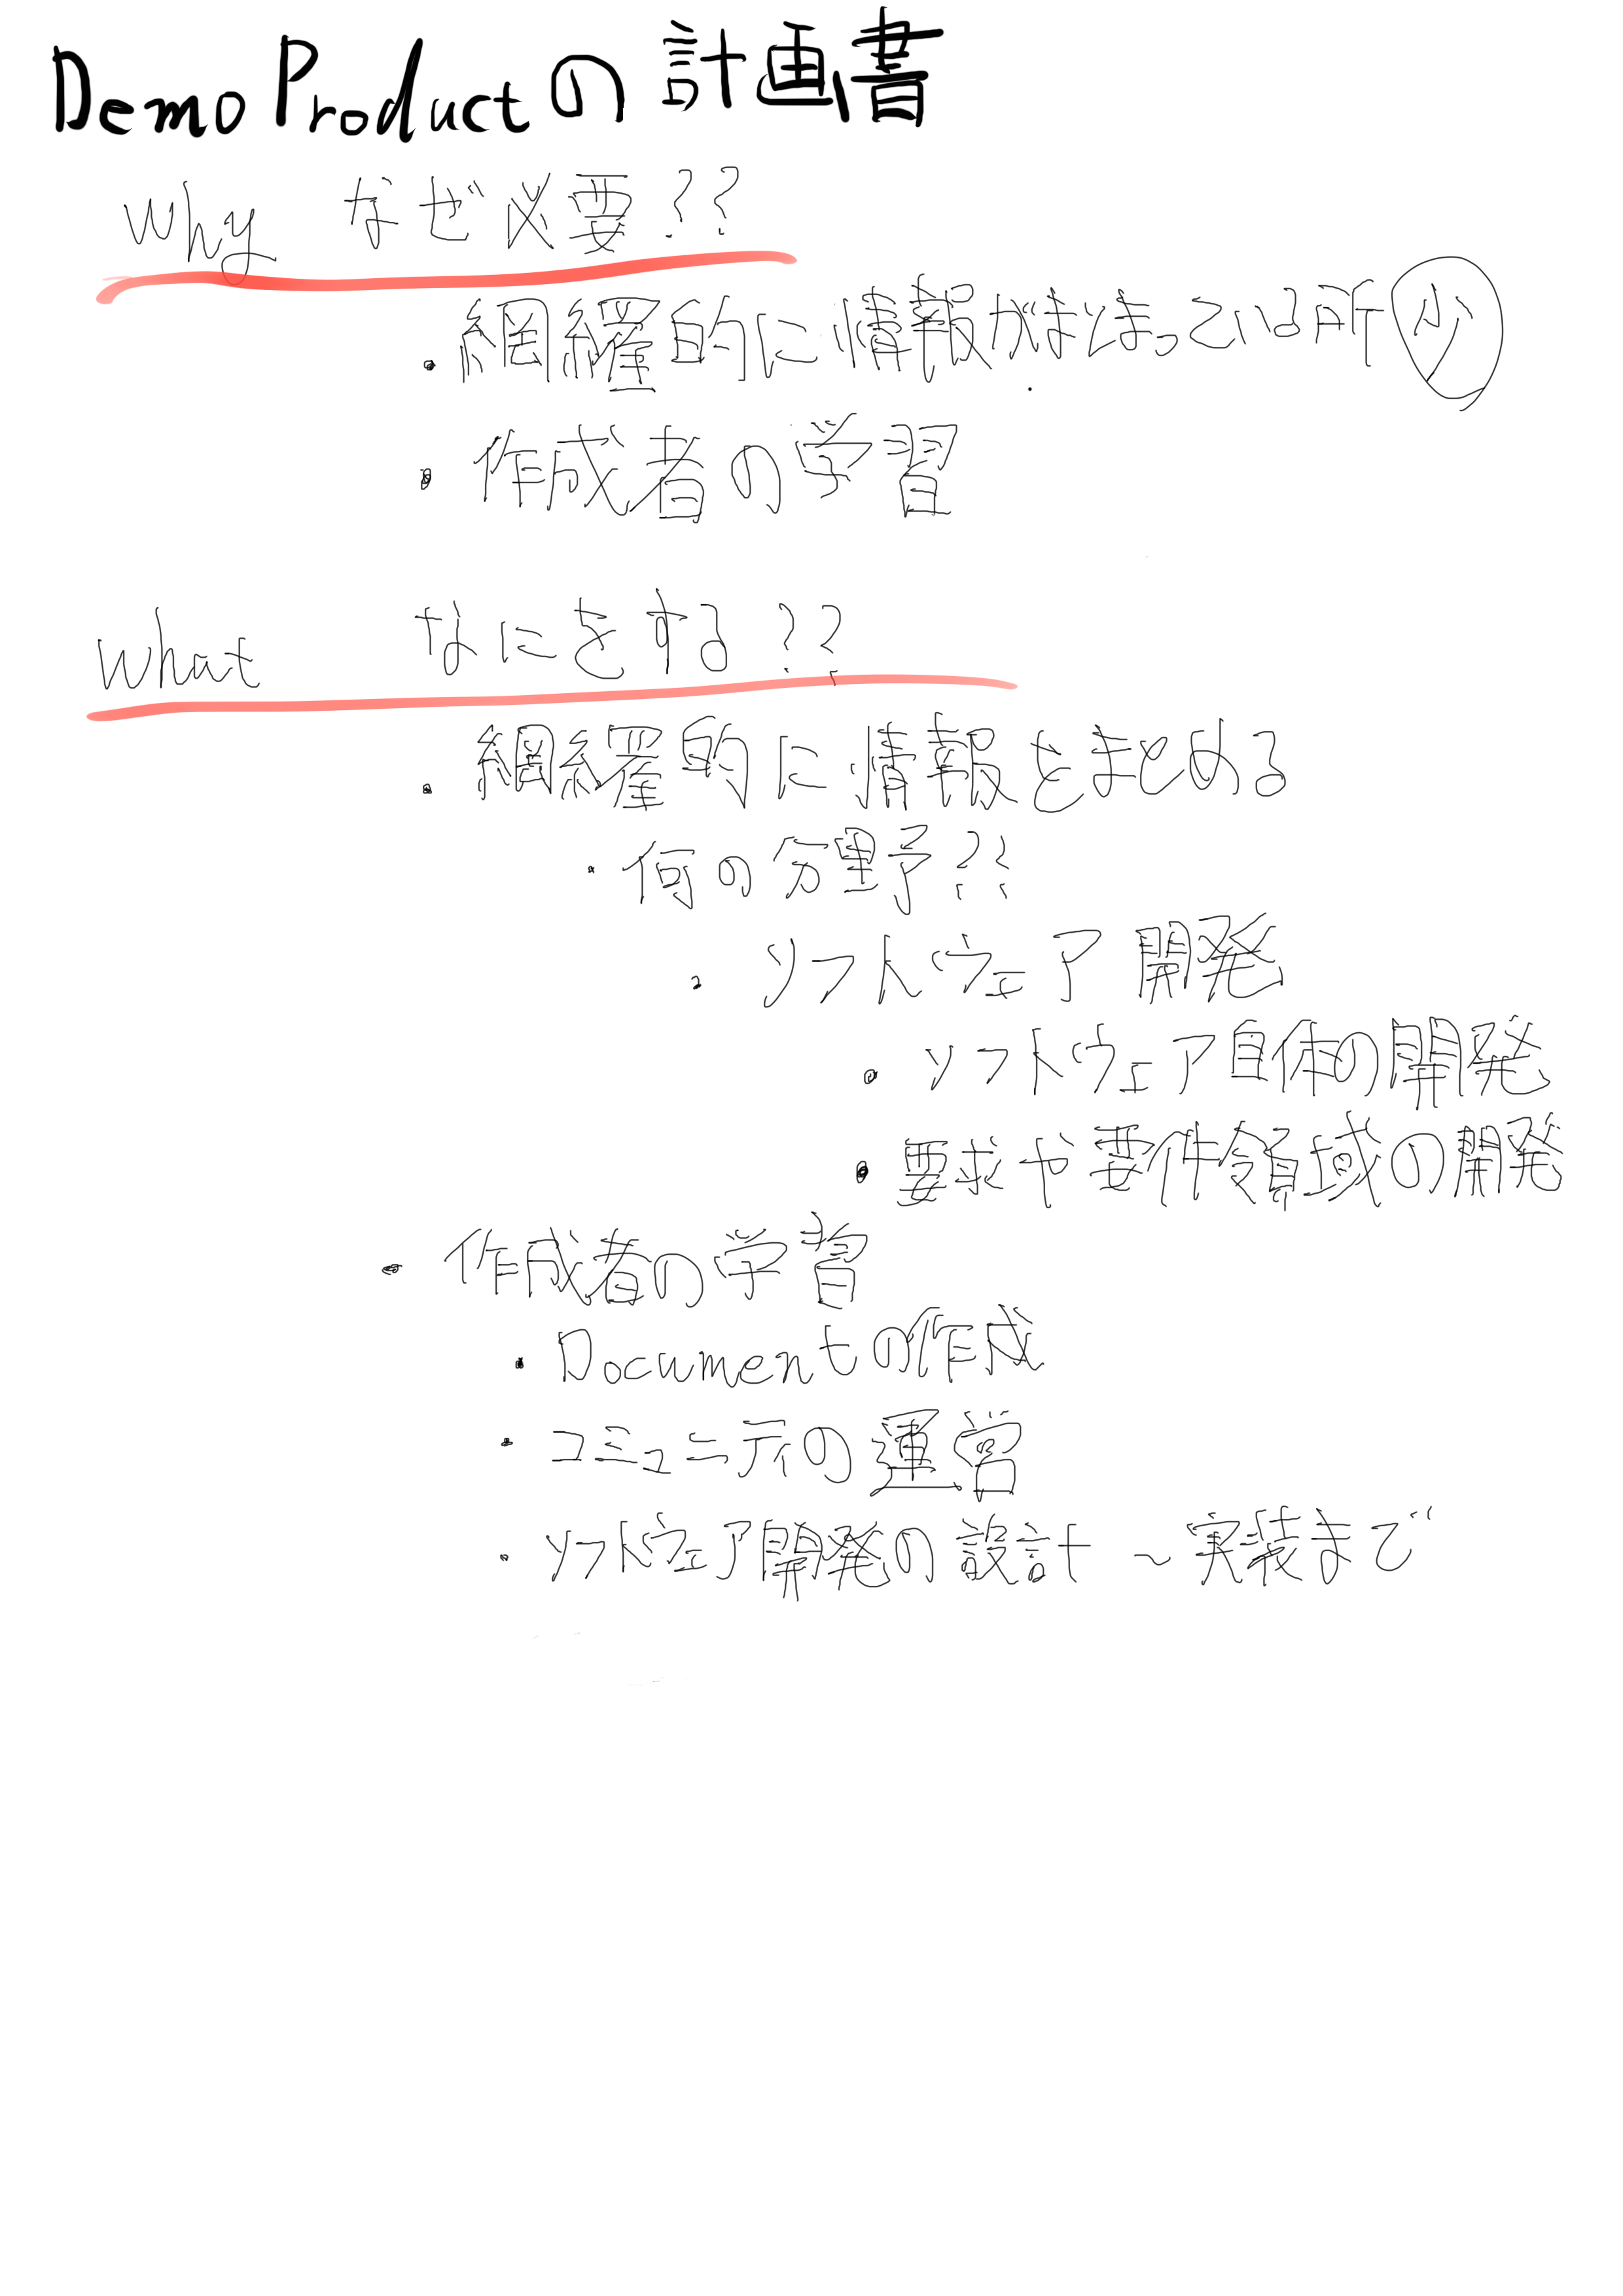 Demo Productの計画書
Why なぜ必要??
・網羅的に情報がまとまっている所 少
・作成者の学習
What なにをする??
・網羅的に情報をまとめる
・何の分野??
・ソフトウェア開発
・ソフトウェア自体の開発
・要求や要件領域の開発
・作成者の学習
・Documentの作成
・コミュニティの運営
・ソフトウェア開発の設計 ~実装まで